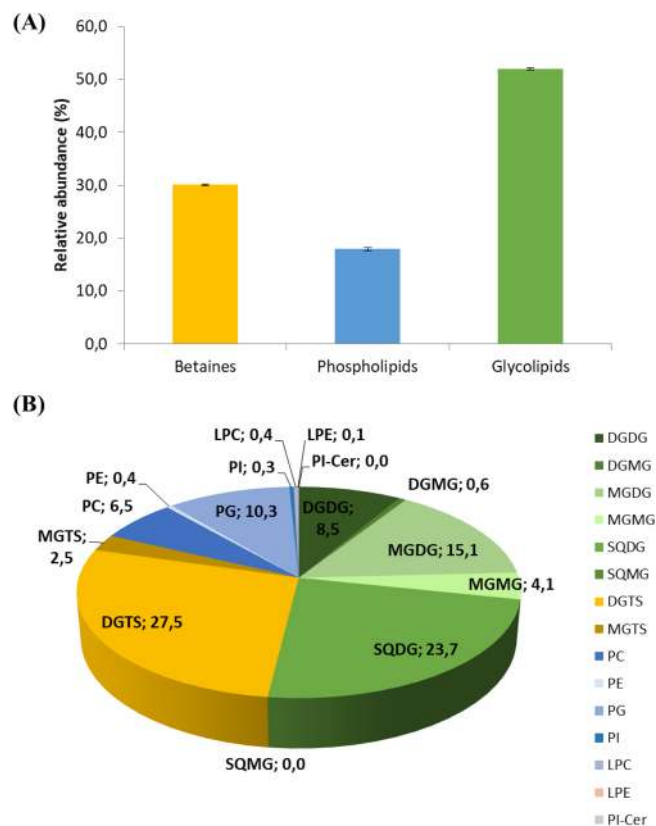 (A)
Relative abundance (%)
60,0
50,0
40,0
30,0
20,0
10,0
0,0
Betaines
Phospholipids
Glycolipids
(B)
LPC; 0,4
LPE; 0,1
PI; 0,3
PI-Cer; 0,0
PE; 0,4
DGMG; 0,6
PC; 6,5
PG; 10,3
DGDG;
8,5
MGTS;
2,5
MGDG; 15,1
MGMG; 4,1
DGTS; 27,5
SQDG; 23,7
SQMG; 0,0
DGDG
DGMG
MGDG
MGMG
SQDG
SQMG
DGTS
MGTS
PC
PE
PG
PI
LPC
LPE
PI-Cer